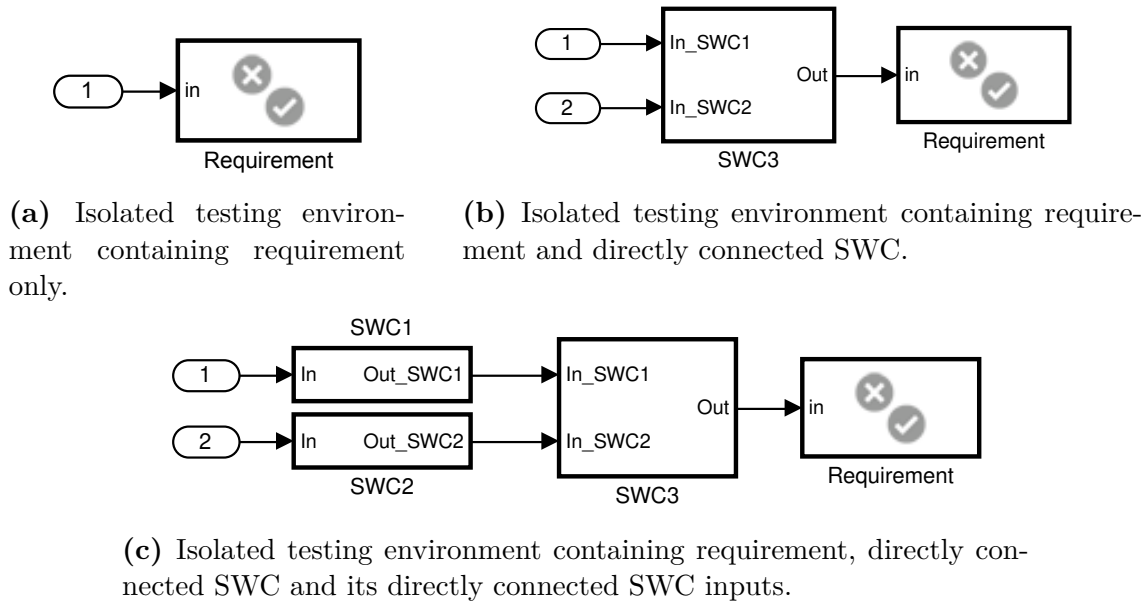 1
in
Requirement
(a) Isolated testing environ-
ment containing requirement
only.
1
In_SWC1
2
In_SWC2
Out
SWC3
in
Requirement
(b) Isolated testing environment containing require-
ment and directly connected SWC.
SWC1
1
In Out_SWC1
2
In Out_SWC2
SWC2
In_SWC1
In_SWC2
Out
SWC3
in
Requirement
(c) Isolated testing environment containing requirement, directly con-
nected SWC and its directly connected SWC inputs.